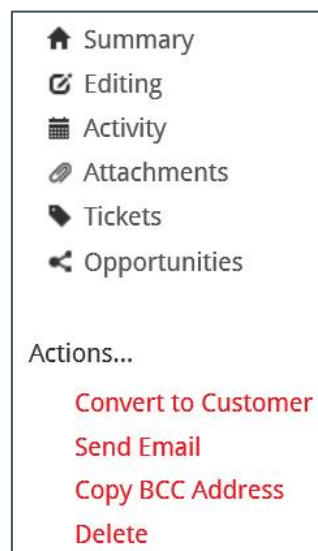 Summary
Editing
Activity
Attachments
Tickets
Opportunities
Actions...
Convert to Customer
Send Email
Copy BCC Address
Delete